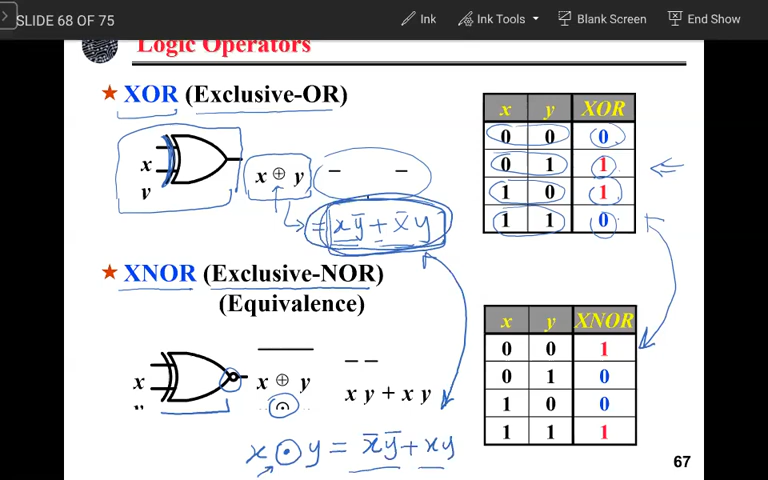 SLIDE 68 OF 75
Ink
Ink Tools
Blank Screen
End Show
Logic Operators
XOR (Exclusive-OR)
x
y
x ⊕ y
= x y̅ + x̅ y
x y XOR
0 0 0
0 1 1
1 0 1
1 1 0
XNOR (Exclusive-NOR)
(Equivalence)
x
x ⊕ y
⊙
x y + x y
x ⊙ y = x̅ y̅ + x y
x y XNOR
0 0 1
0 1 0
1 0 0
1 1 1
67